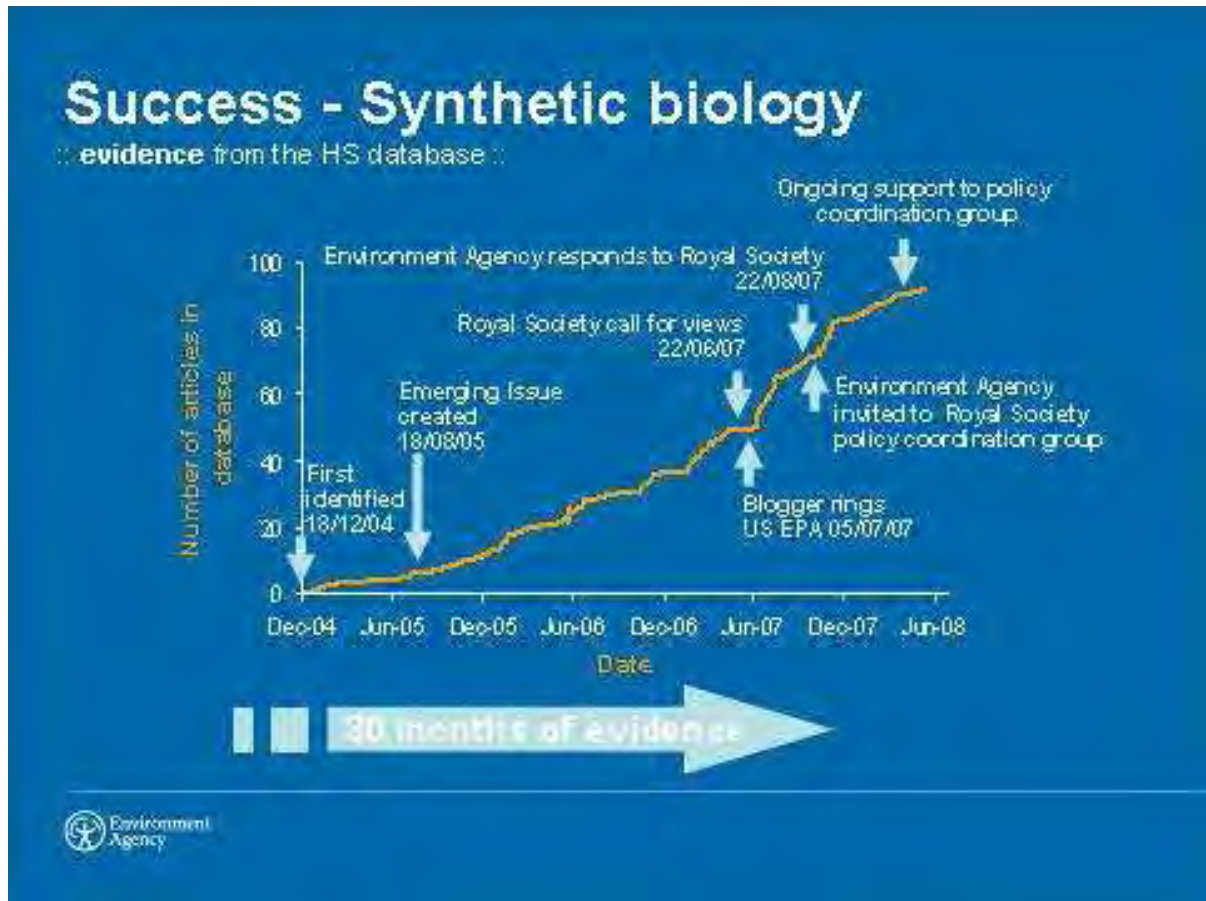 Success - Synthetic biology
:: evidence from the HS database ::
Ongoing support to policy
coordination group
Environment Agency responds to Royal Society
22/08/07
Royal Society call for views
22/06/07
Emerging Issue
created
18/08/05
First
identified
18/12/04
Environment Agency
invited to Royal Society
policy coordination group
Blogger rings
US EPA 05/07/07
Number of articles in
database
100
80
60
40
20
0
Dec-04 Jun-05 Dec-05 Jun-06 Dec-06 Jun-07 Dec-07 Jun-08
Date
30 months of evidence
Environment
Agency